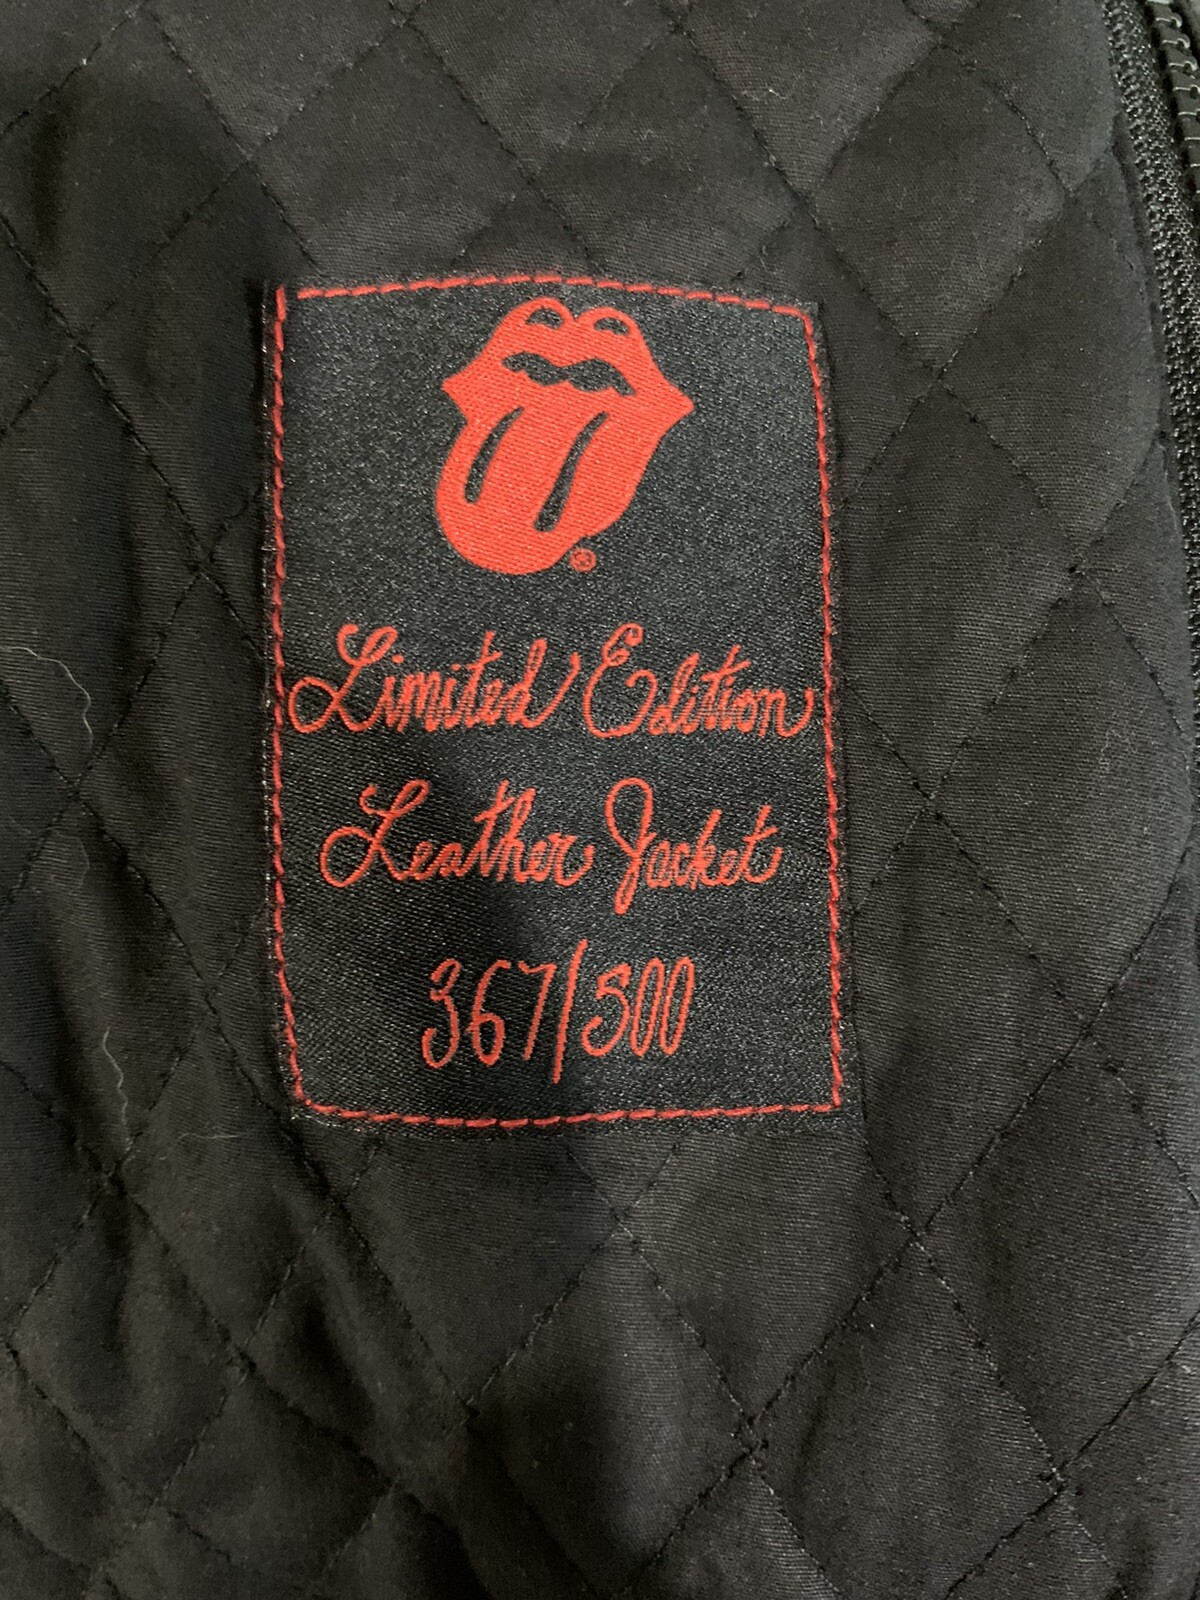 ®
Limited Edition
Leather Jacket
367/500